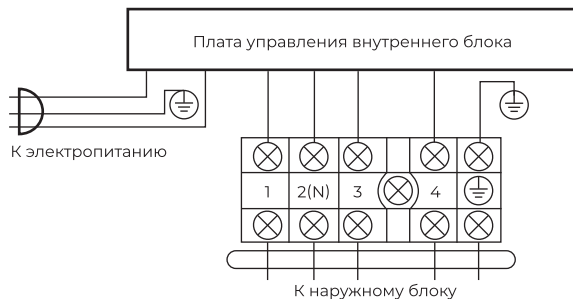 Плата управления внутреннего блока
К электропитанию
1 2(N) 3 4
К наружному блоку